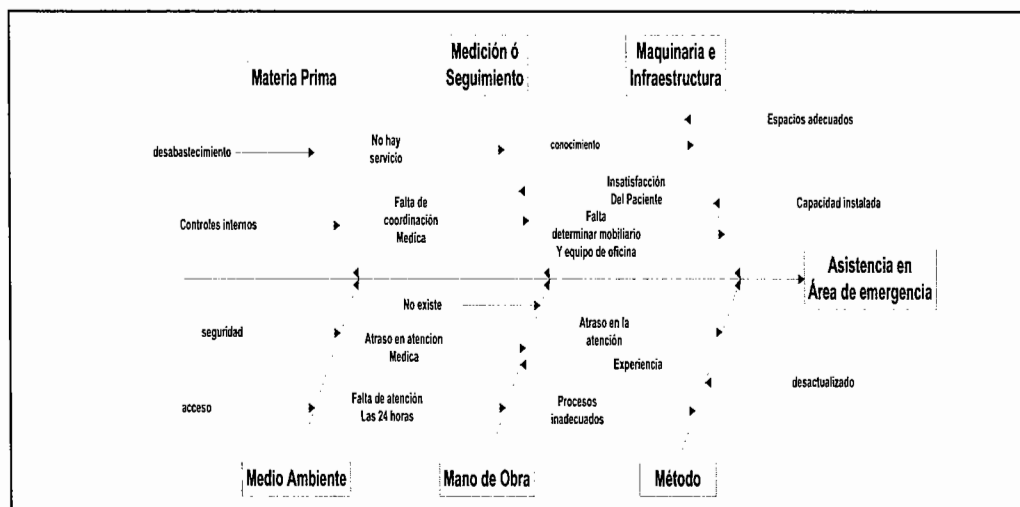 Medición ó
Seguimiento
Maquinaria e
Infraestructura
Materia Prima
Espacios adecuados
desabastecimiento
No hay
servicio
conocimiento
Insatisfacción
Del Paciente
Capacidad instalada
Controles internos
Falta de
coordinación
Medica
Falta
determinar mobiliario
Y equipo de oficina
Asistencia en
Área de emergencia
No existe
seguridad
Atraso en atencion
Medica
Atraso en la
atención
Experiencia
desactualizado
acceso
Falta de atención
Las 24 horas
Procesos
inadecuados
Medio Ambiente
Mano de Obra
Método